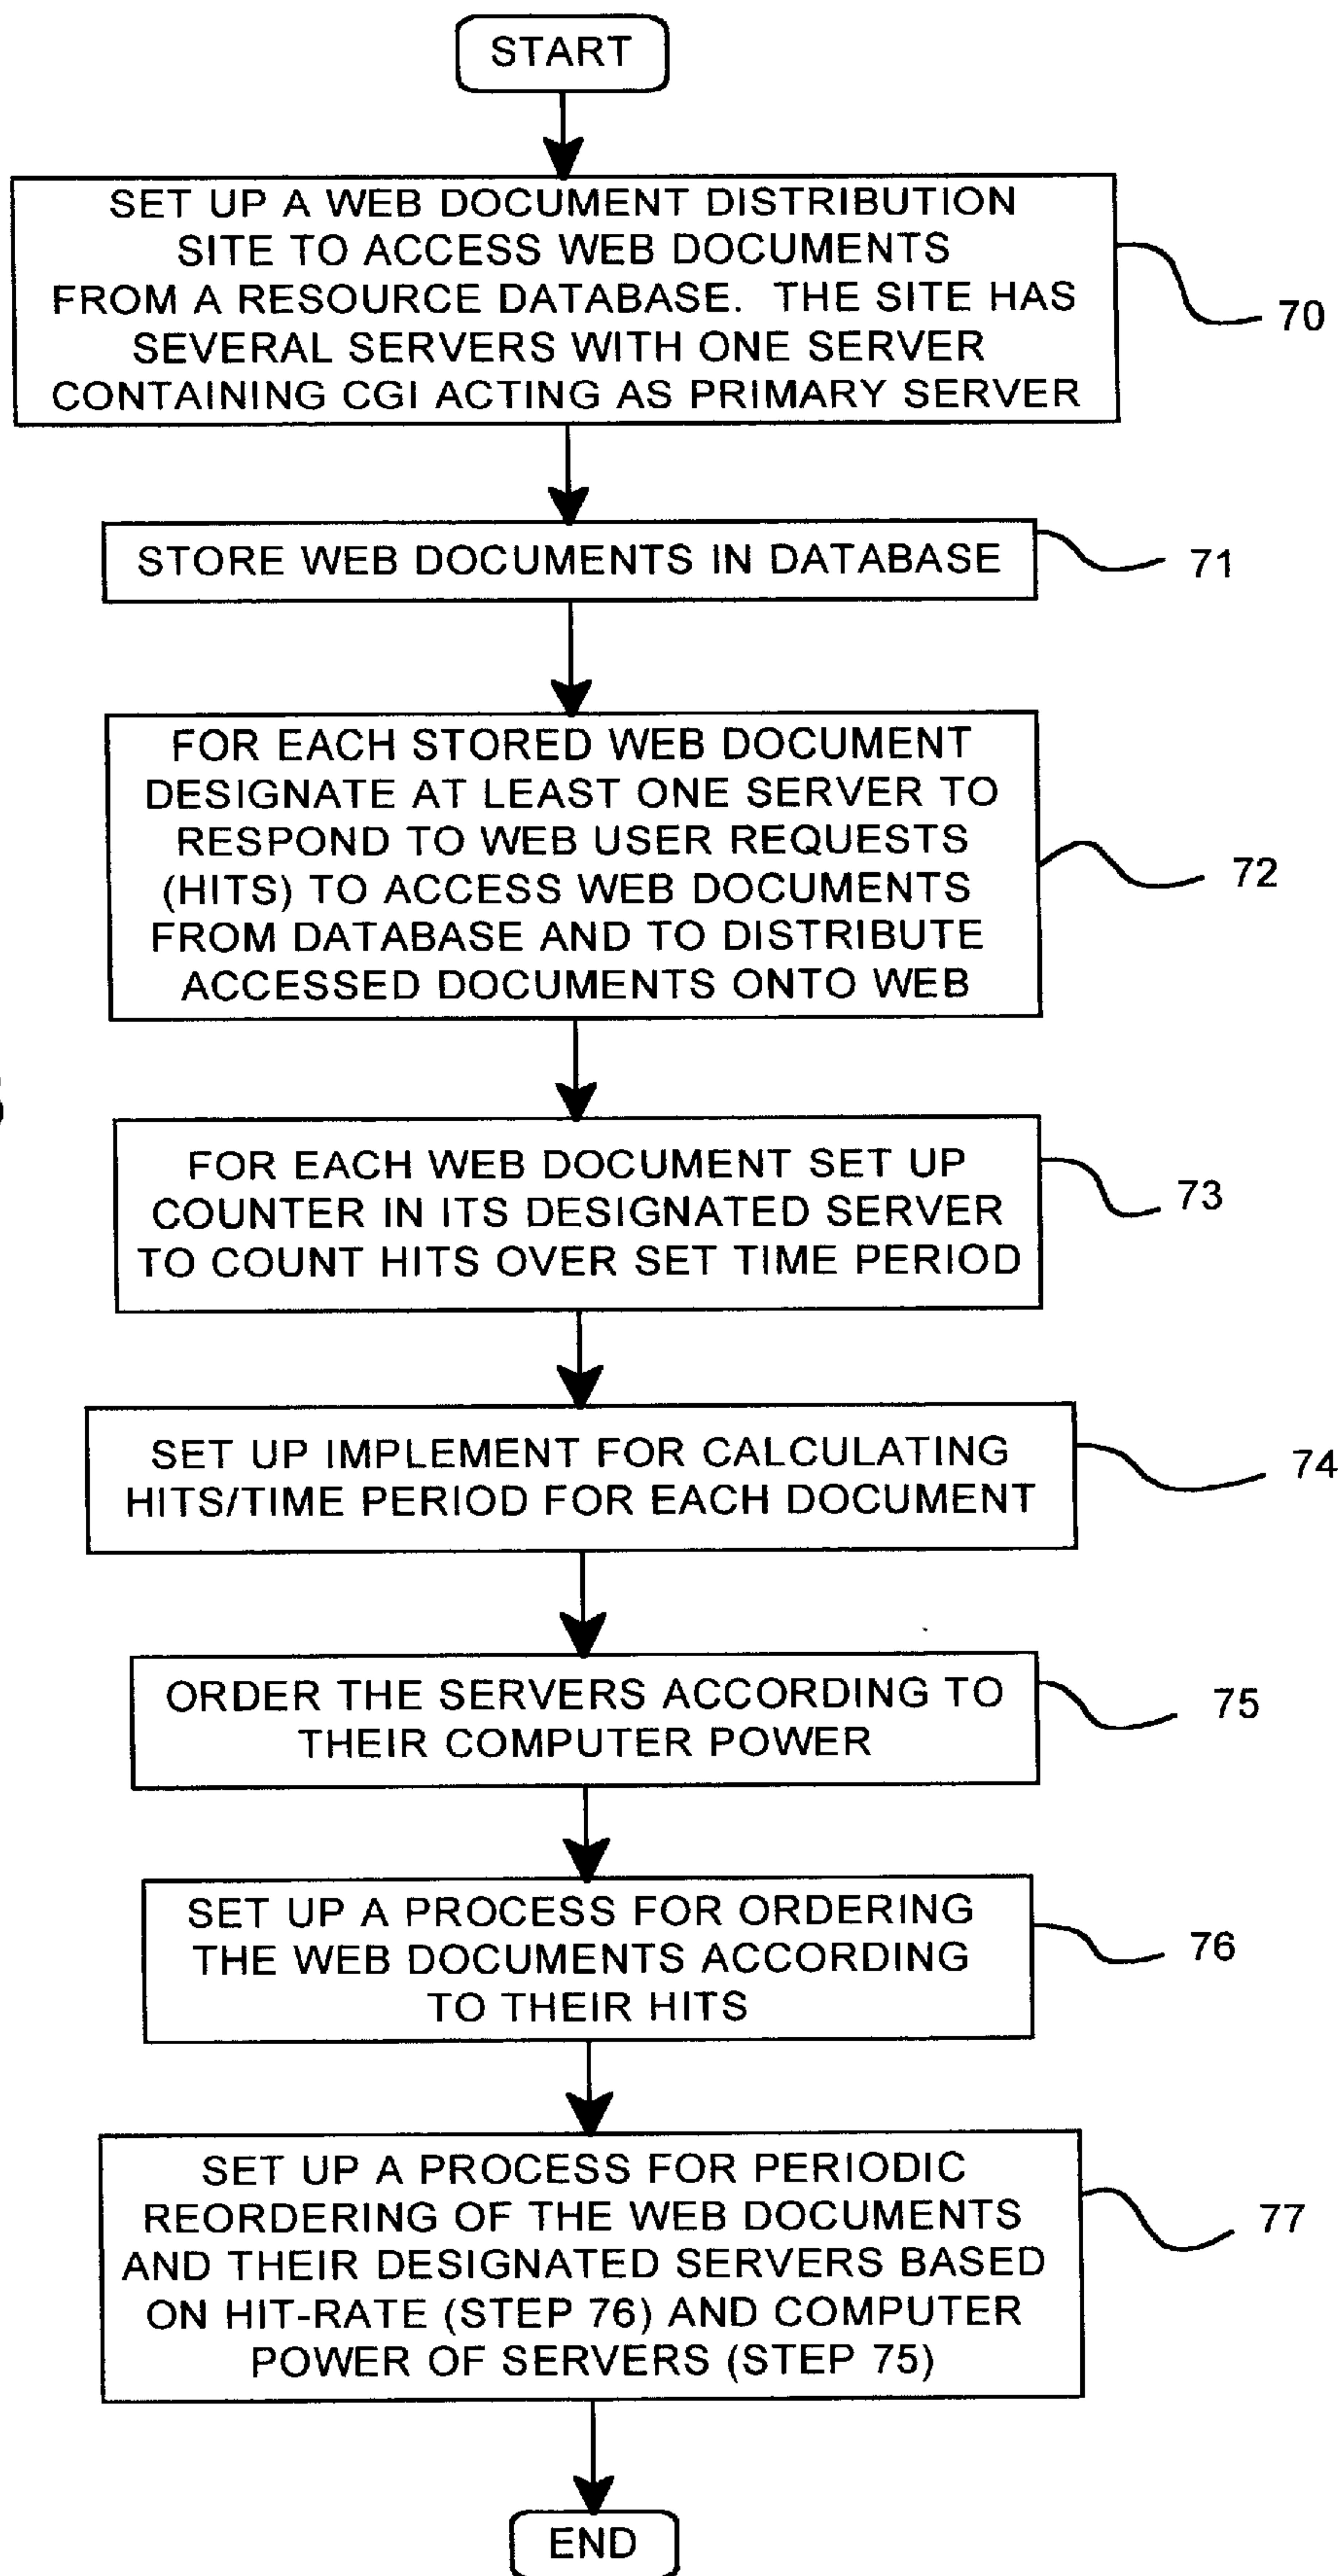 START
SET UP A WEB DOCUMENT DISTRIBUTION
SITE TO ACCESS WEB DOCUMENTS
FROM A RESOURCE DATABASE. THE SITE HAS
SEVERAL SERVERS WITH ONE SERVER
CONTAINING CGI ACTING AS PRIMARY SERVER
70
STORE WEB DOCUMENTS IN DATABASE
71
FOR EACH STORED WEB DOCUMENT
DESIGNATE AT LEAST ONE SERVER TO
RESPOND TO WEB USER REQUESTS
(HITS) TO ACCESS WEB DOCUMENTS
FROM DATABASE AND TO DISTRIBUTE
ACCESSED DOCUMENTS ONTO WEB
72
FOR EACH WEB DOCUMENT SET UP
COUNTER IN ITS DESIGNATED SERVER
TO COUNT HITS OVER SET TIME PERIOD
73
SET UP IMPLEMENT FOR CALCULATING
HITS/TIME PERIOD FOR EACH DOCUMENT
74
ORDER THE SERVERS ACCORDING TO
THEIR COMPUTER POWER
75
SET UP A PROCESS FOR ORDERING
THE WEB DOCUMENTS ACCORDING
TO THEIR HITS
76
SET UP A PROCESS FOR PERIODIC
REORDERING OF THE WEB DOCUMENTS
AND THEIR DESIGNATED SERVERS BASED
ON HIT-RATE (STEP 76) AND COMPUTER
POWER OF SERVERS (STEP 75)
77
END